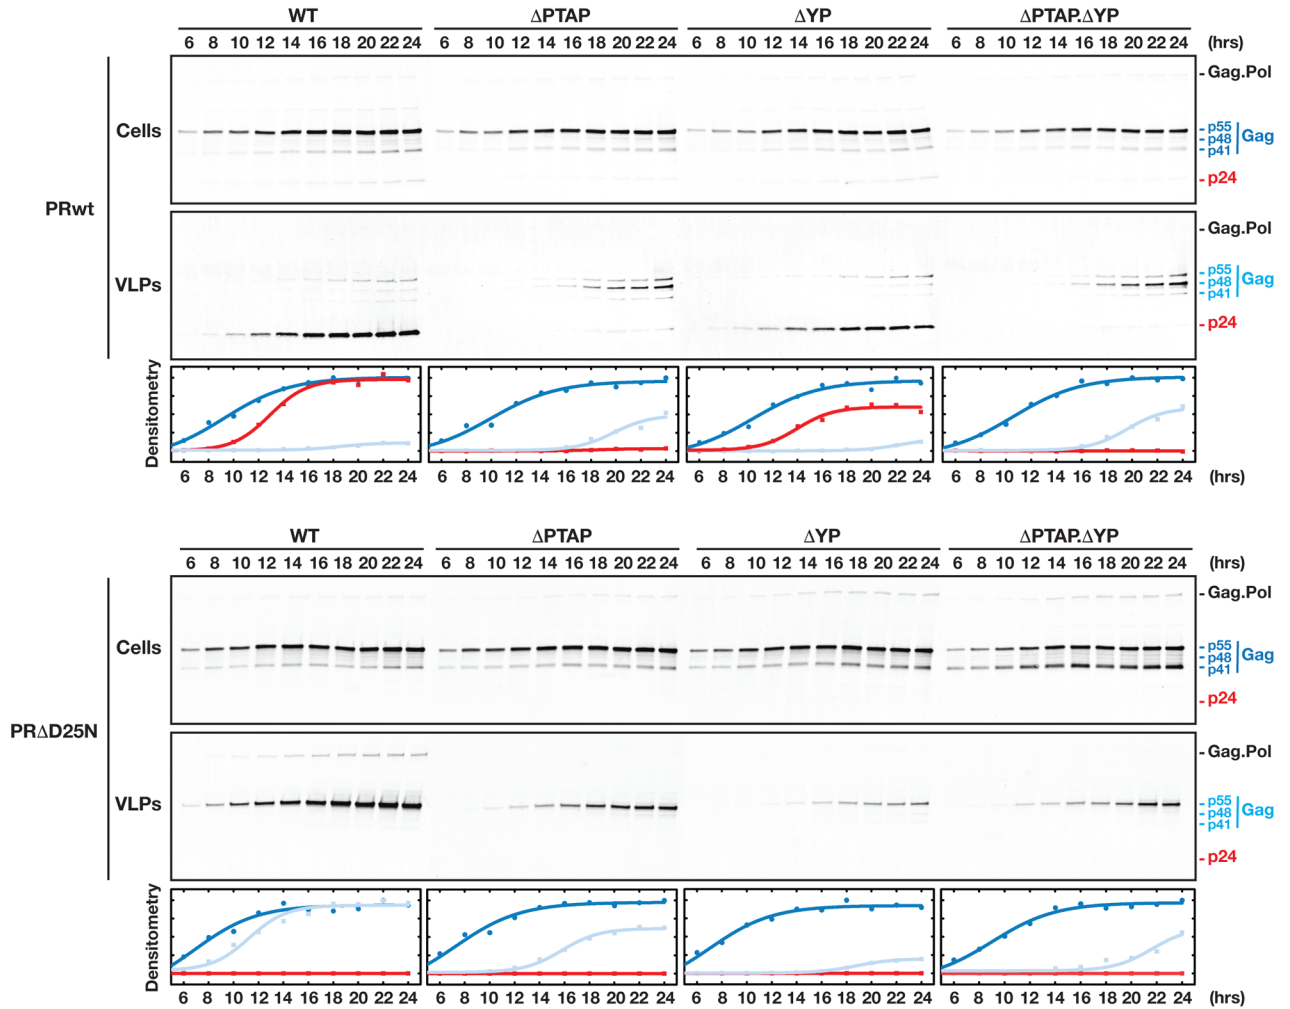 WT ΔPTAP ΔYP ΔPTAP.ΔYP
6 8 10 12 14 16 18 20 22 24 6 8 10 12 14 16 18 20 22 24 6 8 10 12 14 16 18 20 22 24 6 8 10 12 14 16 18 20 22 24 (hrs)
PRwt
Cells
Gag.Pol
p55
p48
p41
Gag
p24
VLPs
Gag.Pol
p55
p48
p41
Gag
p24
Densitometry
6 8 10 12 14 16 18 20 22 24 6 8 10 12 14 16 18 20 22 24 6 8 10 12 14 16 18 20 22 24 6 8 10 12 14 16 18 20 22 24 (hrs)
WT ΔPTAP ΔYP ΔPTAP.ΔYP
6 8 10 12 14 16 18 20 22 24 6 8 10 12 14 16 18 20 22 24 6 8 10 12 14 16 18 20 22 24 6 8 10 12 14 16 18 20 22 24 (hrs)
PRΔD25N
Cells
Gag.Pol
p55
p48
p41
Gag
p24
VLPs
Gag.Pol
p55
p48
p41
Gag
p24
Densitometry
6 8 10 12 14 16 18 20 22 24 6 8 10 12 14 16 18 20 22 24 6 8 10 12 14 16 18 20 22 24 6 8 10 12 14 16 18 20 22 24 (hrs)